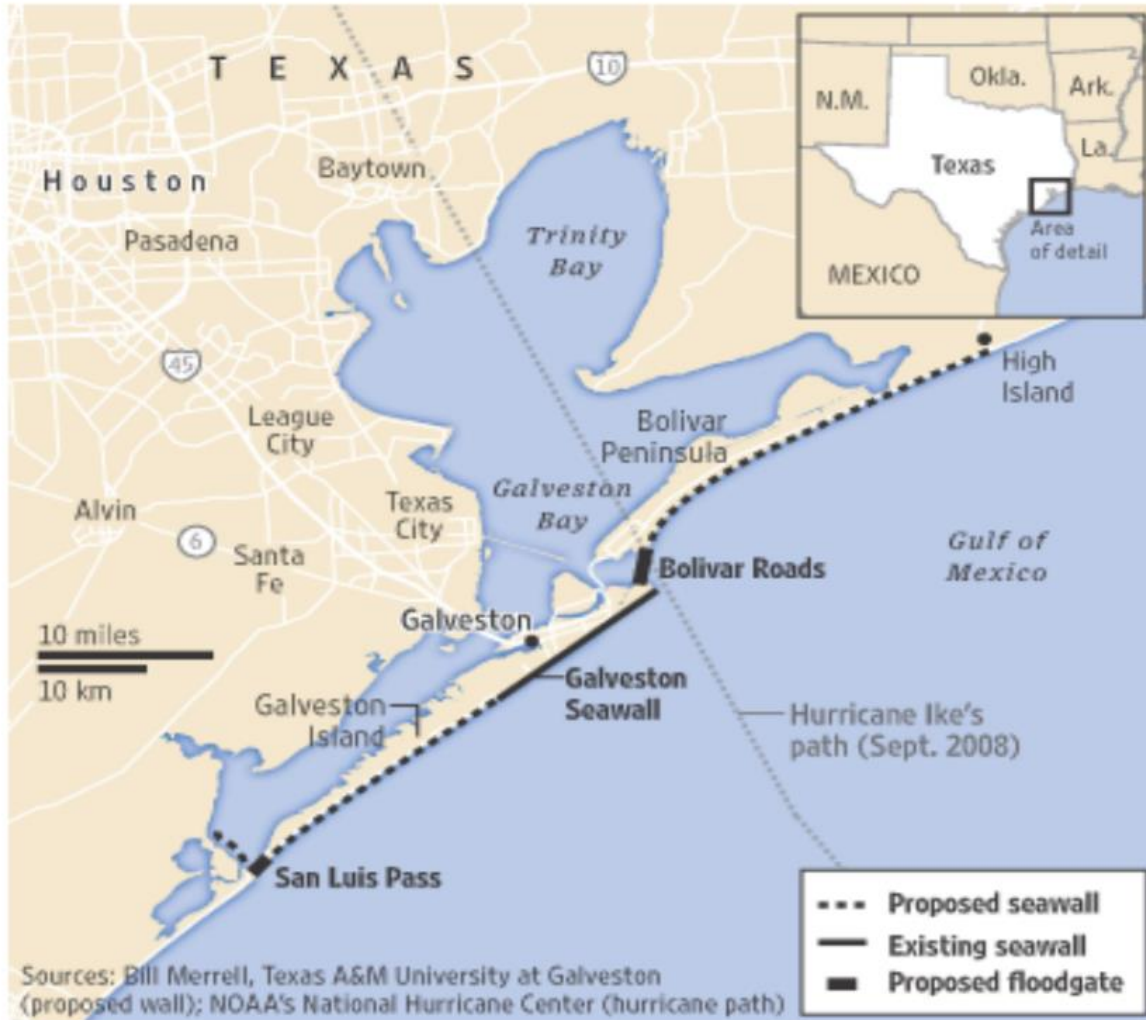 TEXAS
10
N.M.
Okla.
Ark.
La.
Texas
Area
of detail
MEXICO
Baytown
Houston
Pasadena
Trinity
Bay
45
High
Island
League
City
Bolivar
Peninsula
Galveston
Bay
Texas
City
Alvin
6
Santa
Fe
Gulf of
Mexico
Bolivar Roads
Galveston
10 miles
10 km
Galveston
Seawall
Galveston
Island
Hurricane Ike's
path (Sept. 2008)
San Luis Pass
Proposed seawall
Existing seawall
Proposed floodgate
Sources: Bill Merrell, Texas A&M University at Galveston
(proposed wall); NOAA's National Hurricane Center (hurricane path)